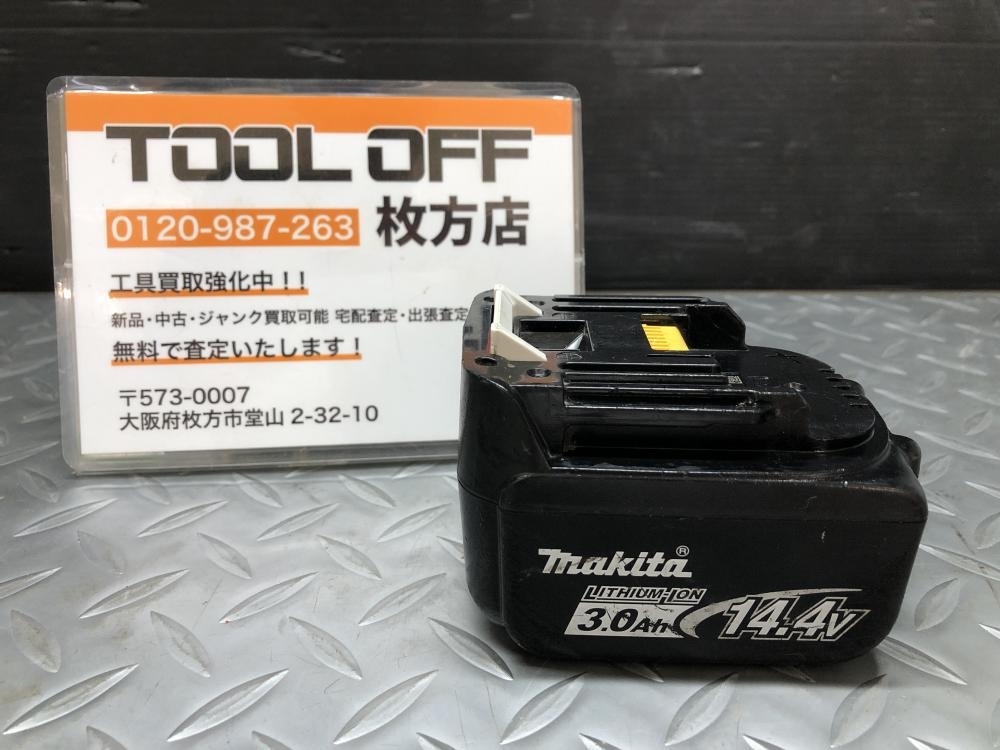 TOOL OFF
0120-987-263 枚方店
工具買取強化中！！
新品・中古・ジャンク買取可能 宅配査定・出張査定
無料で査定いたします！
〒573-0007
大阪府枚方市堂山 2-32-10
makita®
LITHIUM-ION
3.0Ah 14.4V